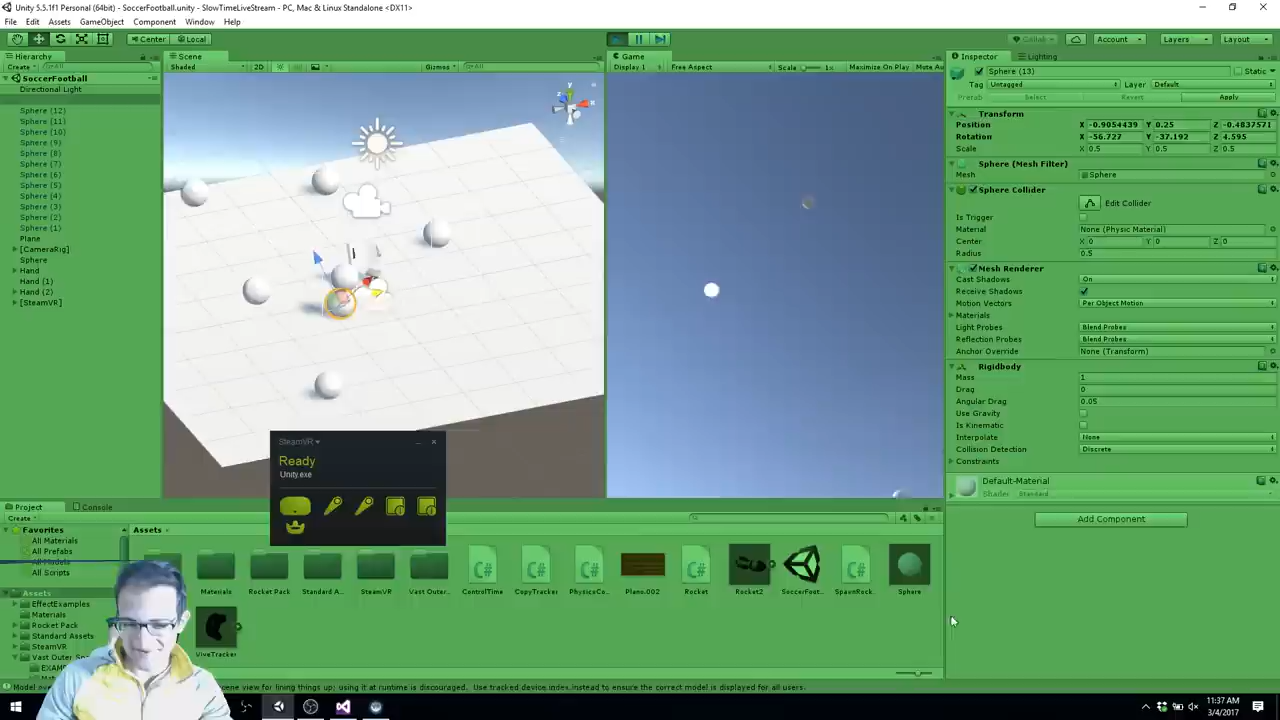 Unity 5.5.1f1 Personal (64bit) - SoccerFootball.unity - SlowTimeLiveStream - PC, Mac & Linux Standalone <DX11>
File Edit Assets GameObject Component Window Help
Center Local
Collab Account Layers Layout
Hierarchy
Create
All
SoccerFootball
Directional Light
Sphere (12)
Sphere (11)
Sphere (10)
Sphere (9)
Sphere (8)
Sphere (7)
Sphere (6)
Sphere (5)
Sphere (4)
Sphere (3)
Sphere (2)
Sphere (1)
Plane
[CameraRig]
Sphere
Hand
Hand (1)
Hand (2)
[SteamVR]
Scene
Shaded 2D Gizmos All
y
z
x
Game
Display 1 Free Aspect Scale 1x Maximize On Play Mute Au
SteamVR
Ready
Unity.exe
Inspector Lighting
Sphere (13) Static
Tag Untagged Layer Default
Prefab Select Revert Apply
Transform
Position X -0.9054439 Y 0.25 Z -0.4837571
Rotation X -56.727 Y -37.192 Z 4.595
Scale X 0.5 Y 0.5 Z 0.5
Sphere (Mesh Filter)
Mesh Sphere
Sphere Collider
Edit Collider
Is Trigger
Material None (Physic Material)
Center X 0 Y 0 Z 0
Radius 0.5
Mesh Renderer
Cast Shadows On
Receive Shadows
Motion Vectors Per Object Motion
Materials
Light Probes Blend Probes
Reflection Probes Blend Probes
Anchor Override None (Transform)
Rigidbody
Mass 1
Drag 0
Angular Drag 0.05
Use Gravity
Is Kinematic
Interpolate None
Collision Detection Discrete
Constraints
Default-Material
Shader Standard
Add Component
Project Console
Create
Favorites
All Materials
All Prefabs
All Models
All Scripts
Assets
EffectExamples
Materials
Rocket Pack
Standard Assets
SteamVR
Vast Outer Sp
EXAM
Assets
Materials Rocket Pack Standard A... SteamVR Vast Outer... ControlTime CopyTracker PhysicsCo... Plano.002 Rocket Rocket2 SoccerFoot... SpawnRock... Sphere
ViveTracker
Model ove scene view for lining things up; using it at runtime is discouraged. Use tracked device index instead to ensure the correct model is displayed for all users.
11:37 AM
3/4/2017